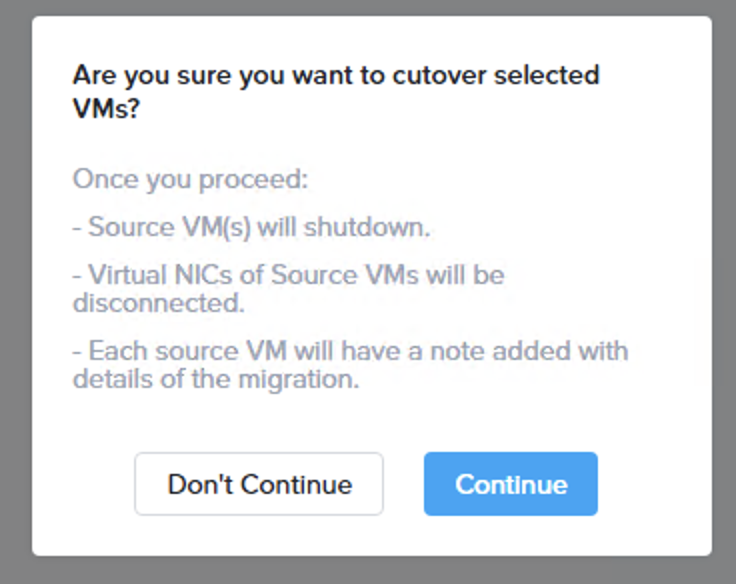 Are you sure you want to cutover selected
VMs?
Once you proceed:
- Source VM(s) will shutdown.
- Virtual NICs of Source VMs will be
disconnected.
- Each source VM will have a note added with
details of the migration.
Don't Continue
Continue